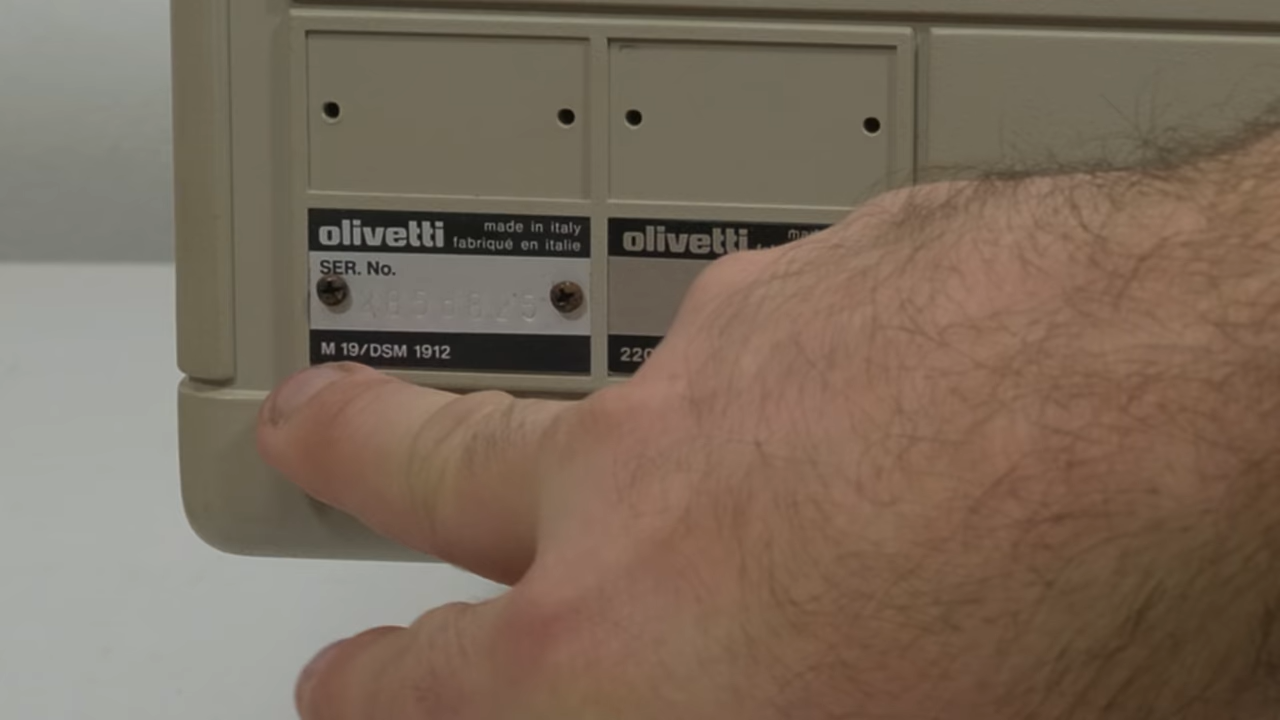 olivetti
made in italy
fabriqué en italie
SER. No.
M 19/DSM 1912
olivetti
220